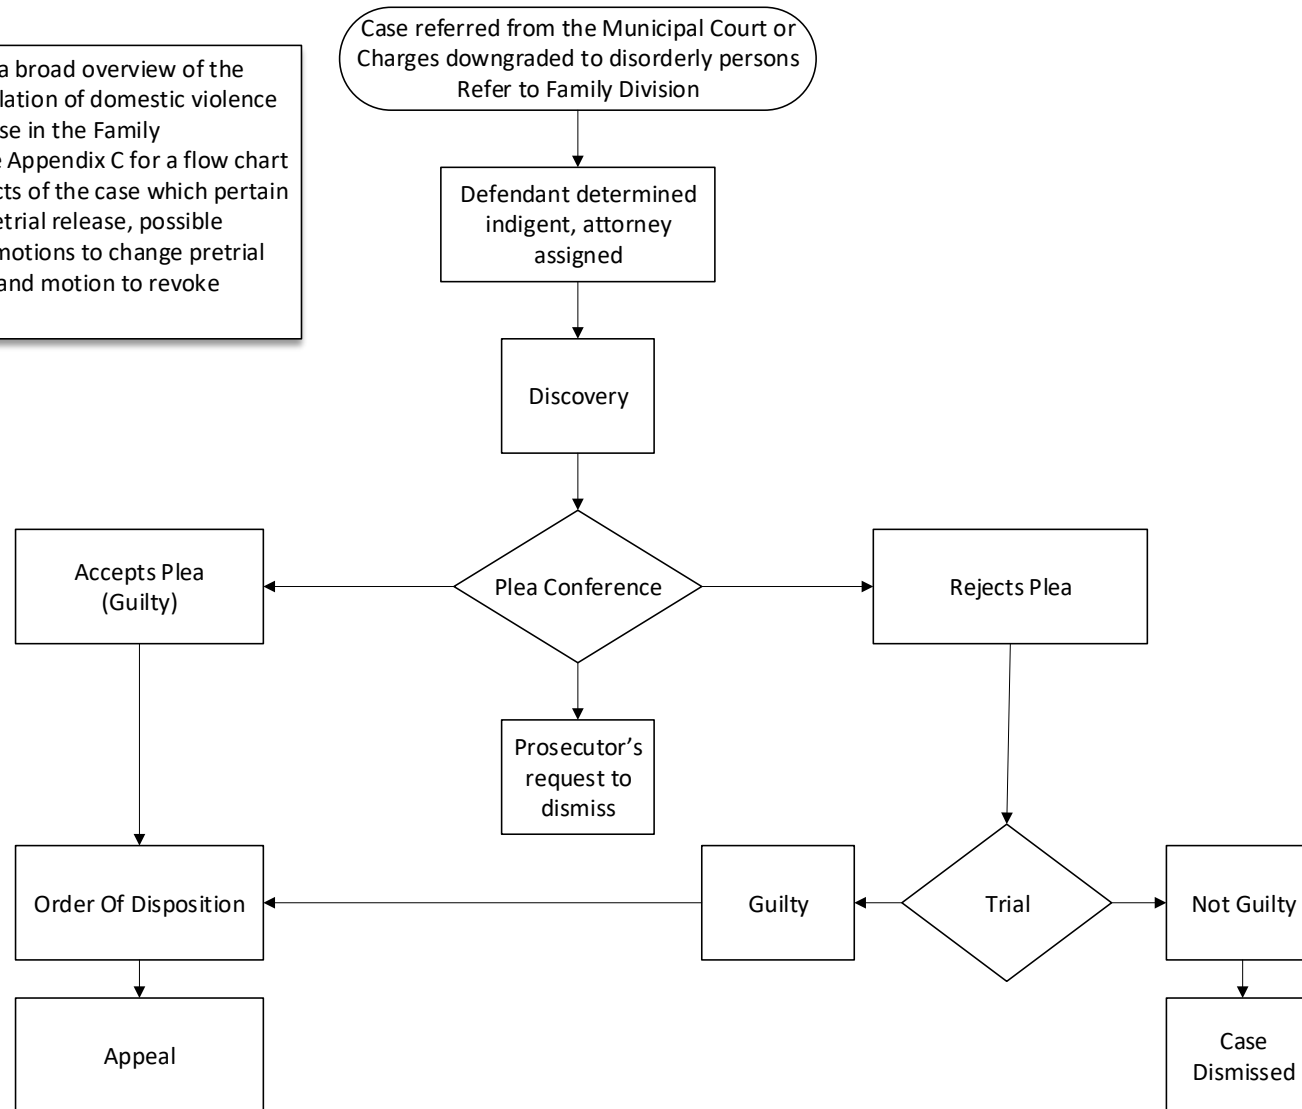 Case referred from the Municipal Court or
Charges downgraded to disorderly persons
Refer to Family Division
a broad overview of the
lation of domestic violence
se in the Family
Appendix C for a flow chart
cts of the case which pertain
etrial release, possible
motions to change pretrial
and motion to revoke
Defendant determined
indigent, attorney
assigned
Discovery
Plea Conference
Accepts Plea
(Guilty)
Rejects Plea
Prosecutor’s
request to
dismiss
Order Of Disposition
Guilty
Trial
Not Guilty
Appeal
Case
Dismissed